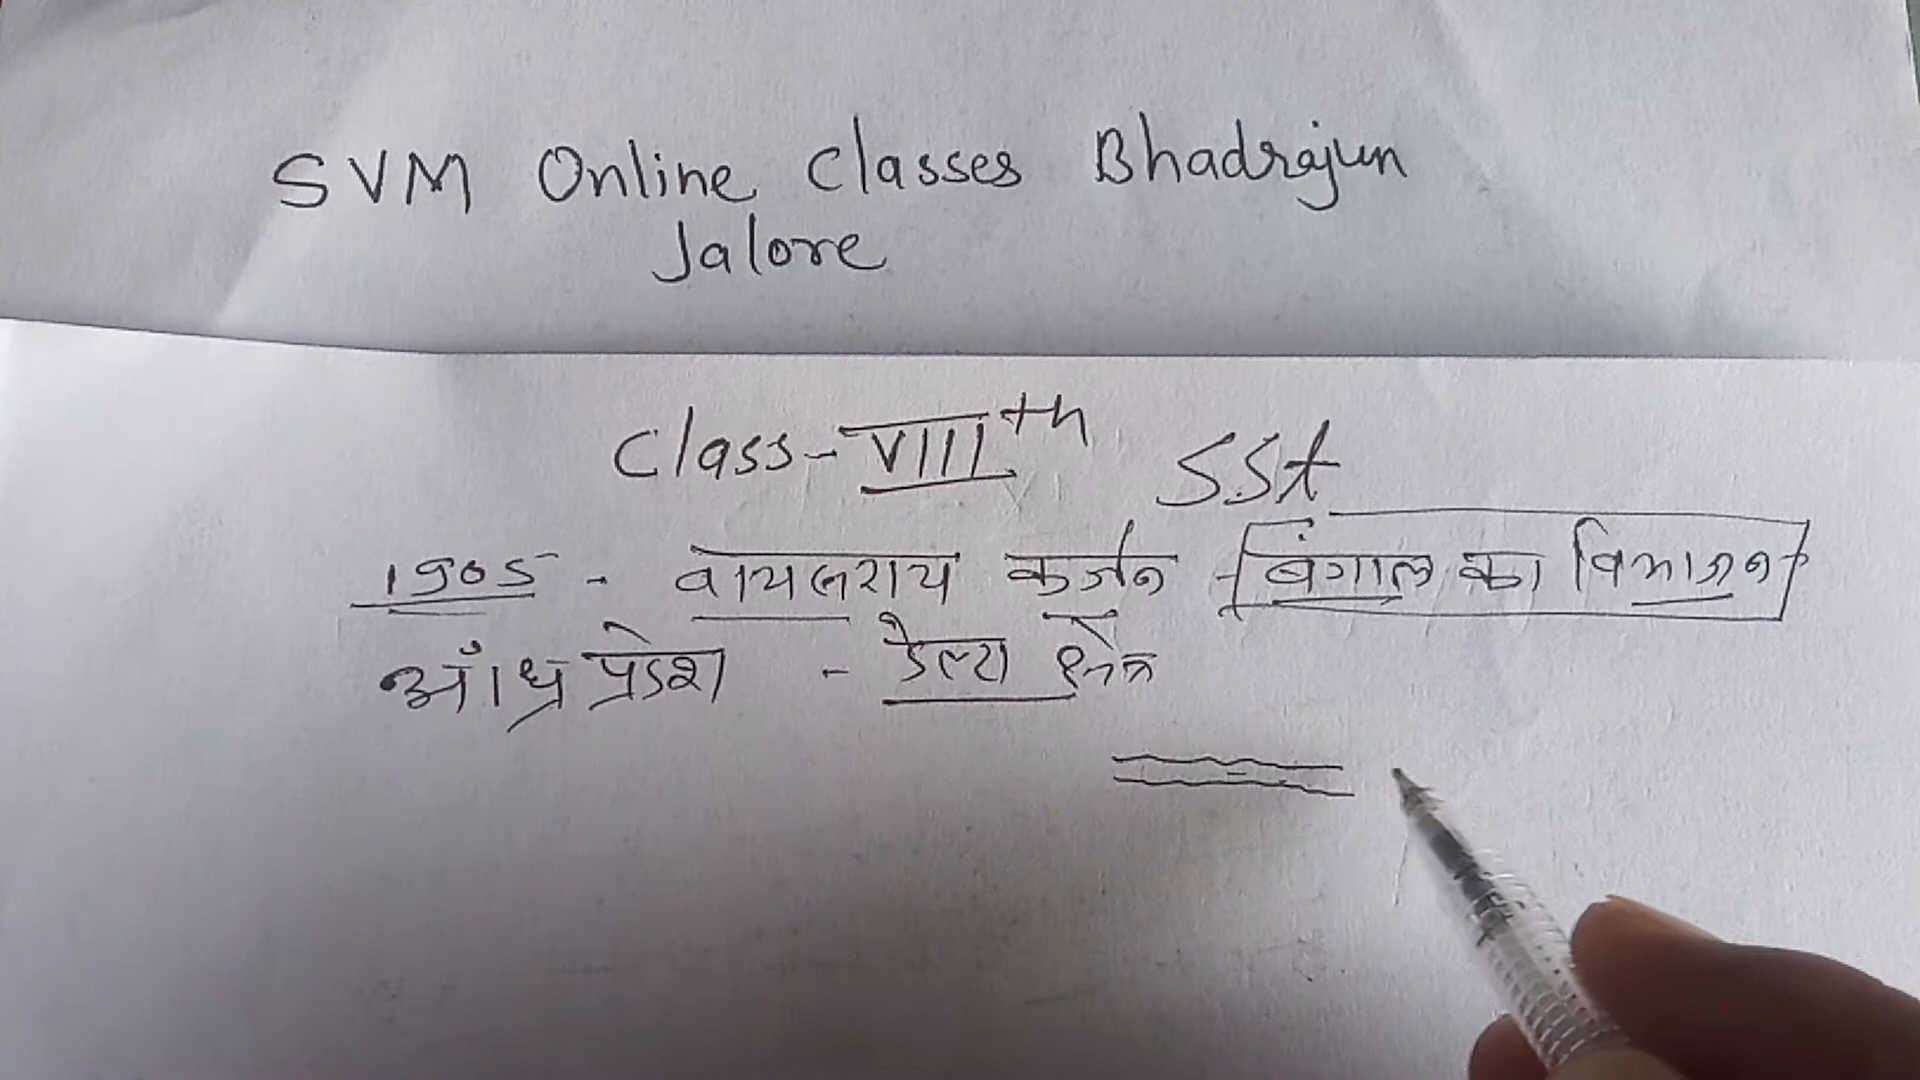 SVM Online Classes Bhadrajun
Jalore
Class-VIIIth SSt
1905 - वायसराय कर्जन - बंगाल का विभाजन
आँध्र प्रदेश - डेल्टा क्षेत्र